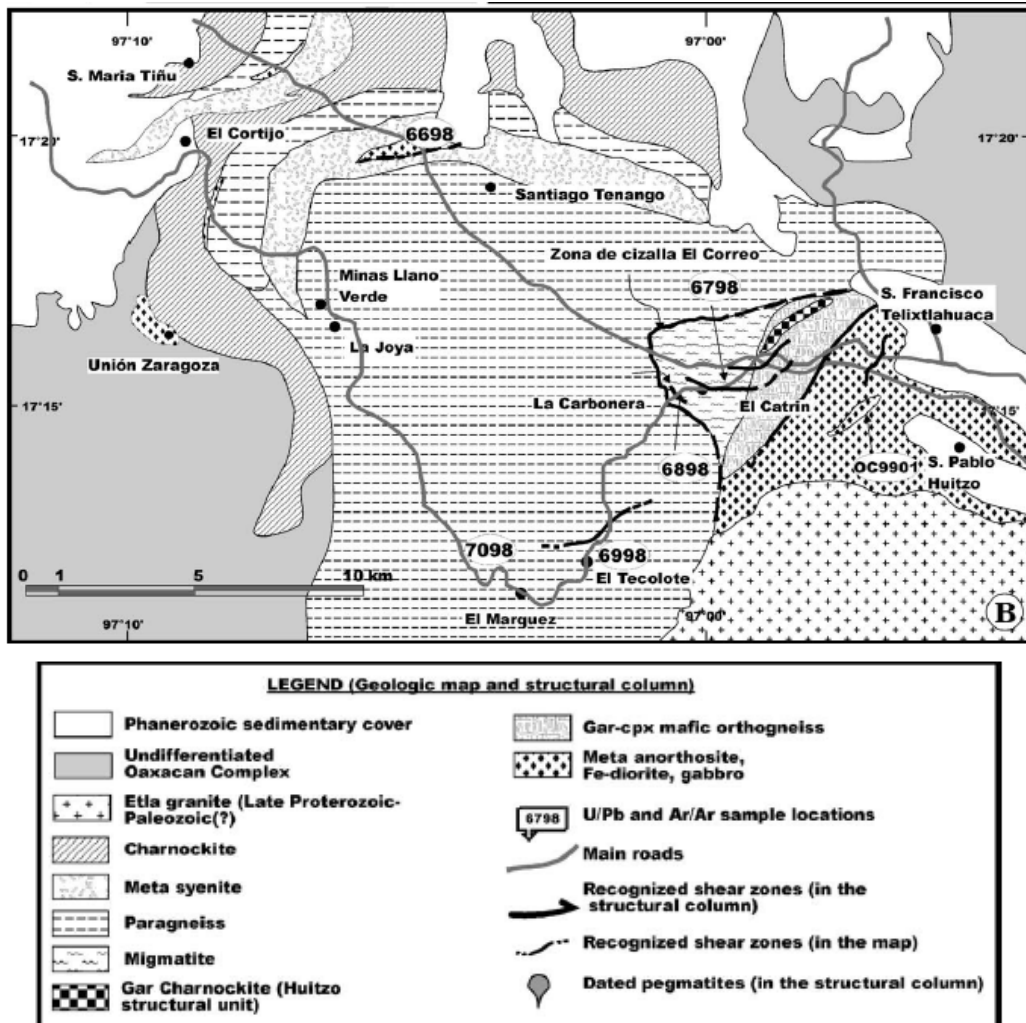 97°10'
97°00'
S. Maria Tiñu
17°20'
El Cortijo
6698
17°20'
Santiago Tenango
Zona de cizalla El Correo
Minas Llano
Verde
6798
S. Francisco
Telixtlahuaca
La Joya
Unión Zaragoza
17°15'
La Carbonera
El Catrin
17°15'
6898
OC9901
S. Pablo
Huitzo
7098
6998
0 1 5 10 km
El Tecolote
97°10'
El Marquez
97°00'
B
LEGEND (Geologic map and structural column)
Phanerozoic sedimentary cover
Undifferentiated
Oaxacan Complex
Etla granite (Late Proterozoic-
Paleozoic(?)
Charnockite
Meta syenite
Paragneiss
Migmatite
Gar Charnockite (Huitzo
structural unit)
Gar-cpx mafic orthogneiss
Meta anorthosite,
Fe-diorite, gabbro
6798
U/Pb and Ar/Ar sample locations
Main roads
Recognized shear zones (in the
structural column)
Recognized shear zones (in the map)
Dated pegmatites (in the structural column)